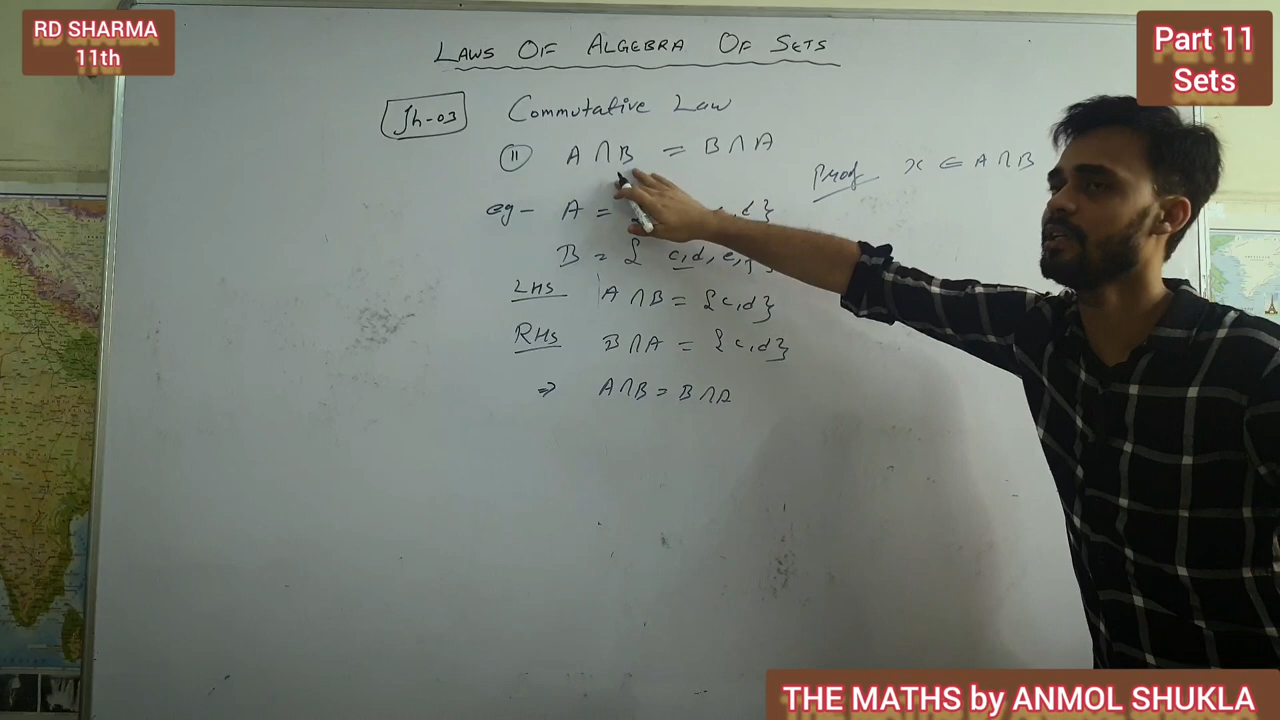 RD SHARMA
11th
Part 11
Sets
LAWS OF ALGEBRA OF SETS
Th-03 Commutative Law
(11) A ∩ B = B ∩ A
Proof x ∈ A ∩ B
eg- A = d }
B = { c, d, e, }
LHS A ∩ B = {c, d}
RHS B ∩ A = {c, d}
⇒ A ∩ B = B ∩ A
THE MATHS by ANMOL SHUKLA